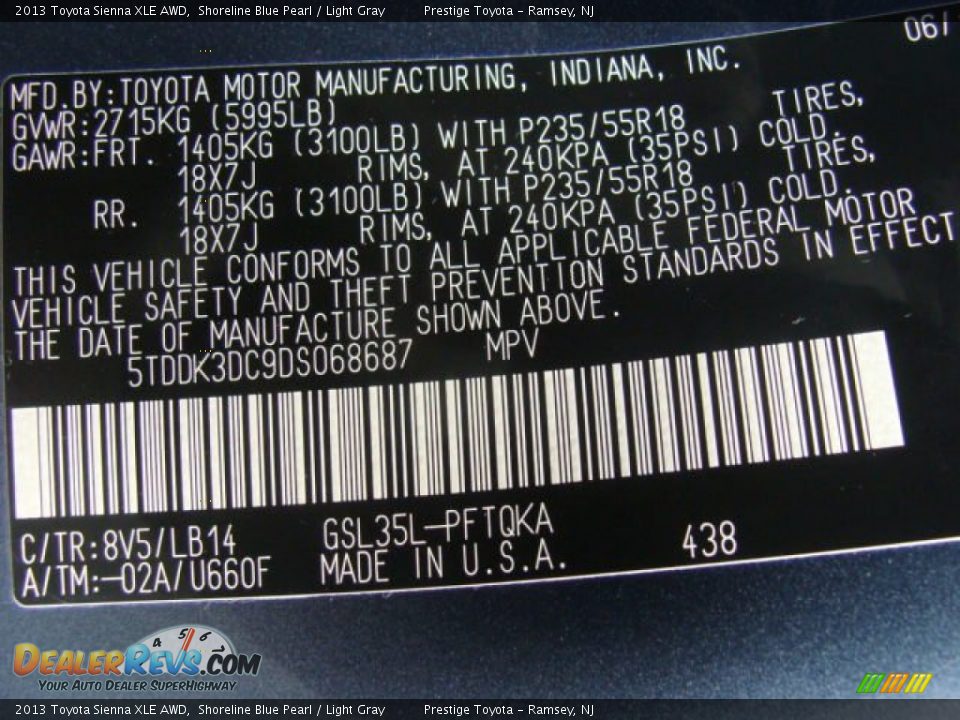 2013 Toyota Sienna XLE AWD, Shoreline Blue Pearl / Light Gray Prestige Toyota - Ramsey, NJ
06/
MFD.BY:TOYOTA MOTOR MANUFACTURING, INDIANA, INC.
GVWR:2715KG (5995LB)
GAWR:FRT. 1405KG (3100LB) WITH P235/55R18 TIRES,
18X7J RIMS, AT 240KPA (35PSI) COLD.
RR. 1405KG (3100LB) WITH P235/55R18 TIRES,
18X7J RIMS, AT 240KPA (35PSI) COLD.
THIS VEHICLE CONFORMS TO ALL APPLICABLE FEDERAL MOTOR
VEHICLE SAFETY AND THEFT PREVENTION STANDARDS IN EFFECT
THE DATE OF MANUFACTURE SHOWN ABOVE.
5TDDK3DC9DS068687 MPV
C/TR:8V5/LB14 GSL35L-PFTQKA 438
A/TM:-02A/U660F MADE IN U.S.A.
4 5 6
DEALERREVS.COM
YOUR AUTO DEALER SUPERHIGHWAY
2013 Toyota Sienna XLE AWD, Shoreline Blue Pearl / Light Gray Prestige Toyota - Ramsey, NJ